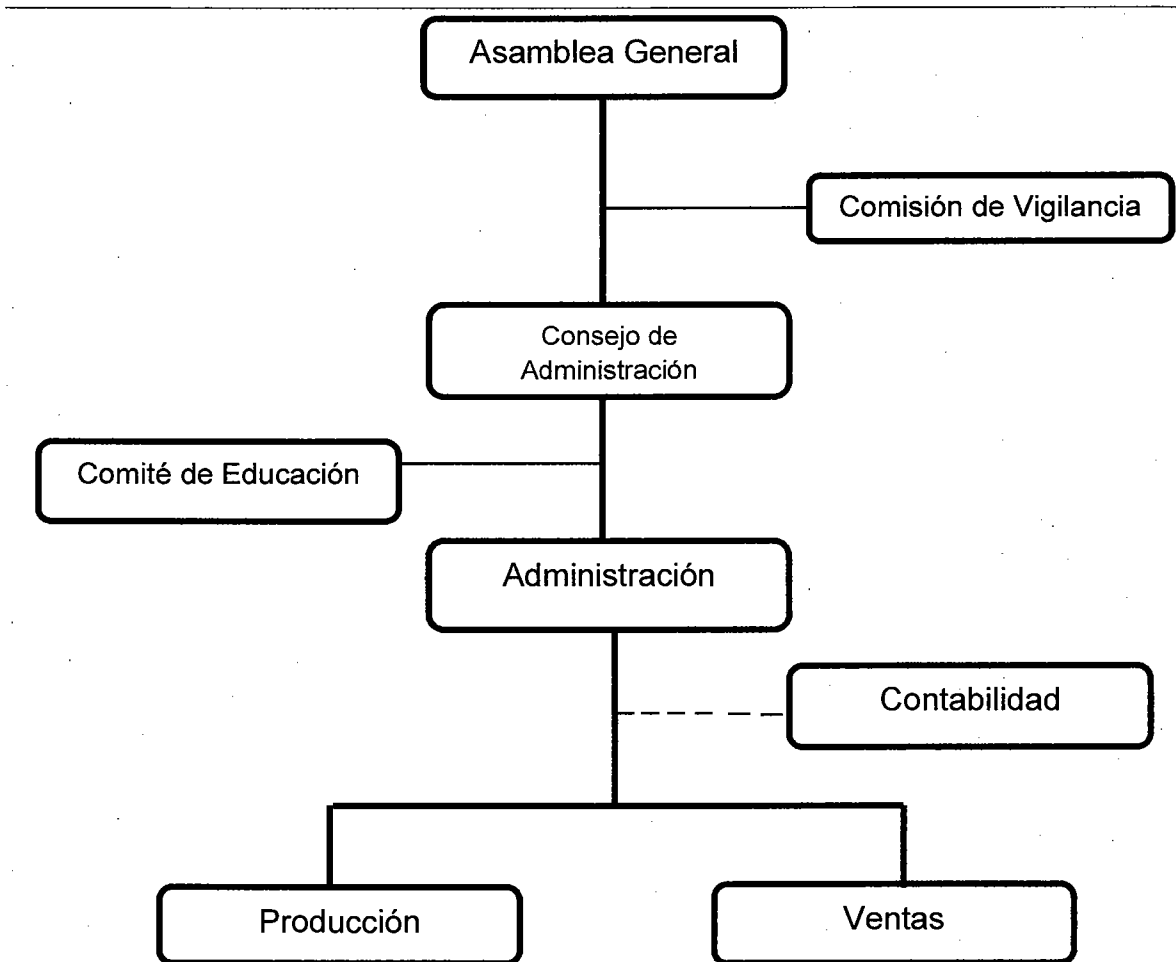 Asamblea General
Comisión de Vigilancia
Consejo de
Administración
Comité de Educación
Administración
Contabilidad
Producción
Ventas